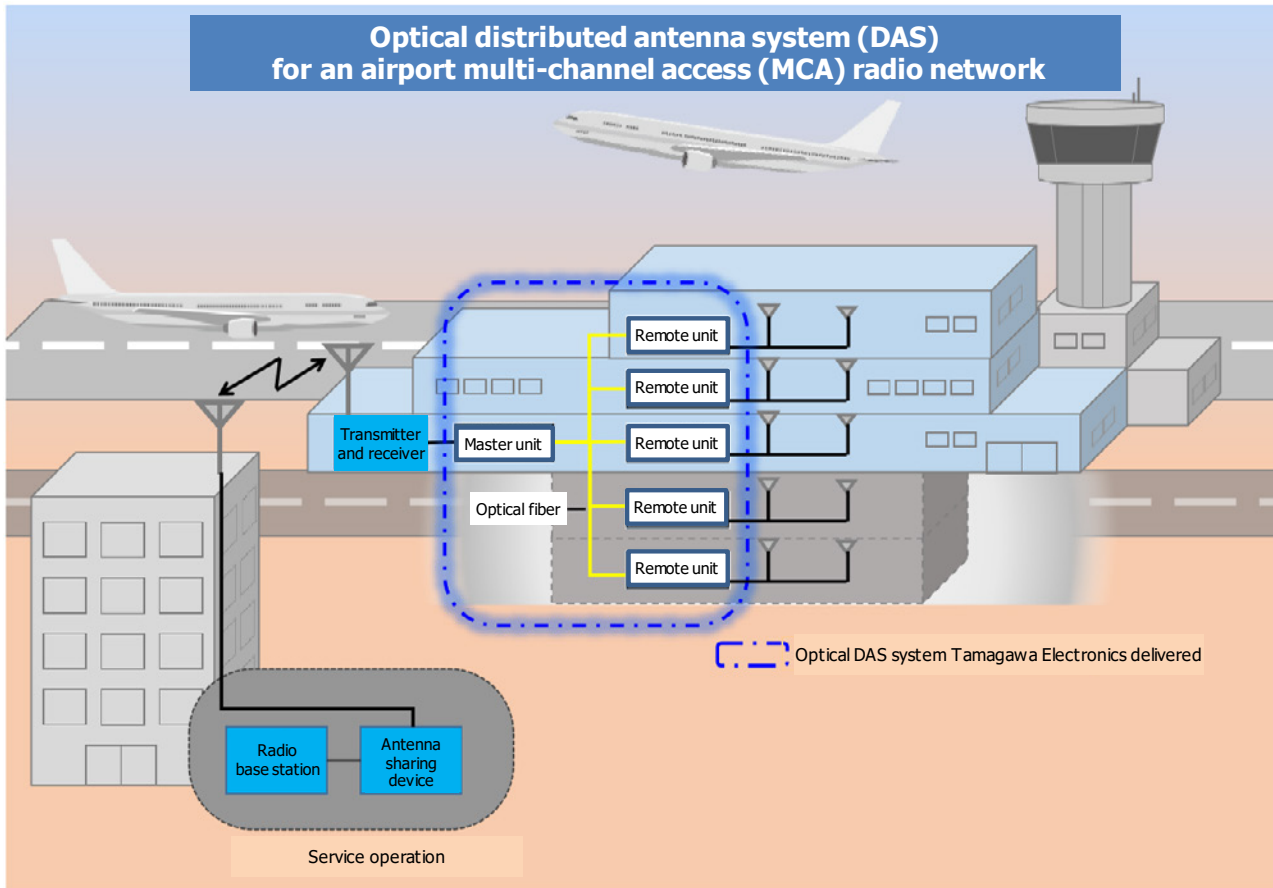 Optical distributed antenna system (DAS)
for an airport multi-channel access (MCA) radio network
Remote unit
Remote unit
Transmitter
and receiver
Master unit
Remote unit
Optical fiber
Remote unit
Remote unit
Optical DAS system Tamagawa Electronics delivered
Radio
base station
Antenna
sharing
device
Service operation